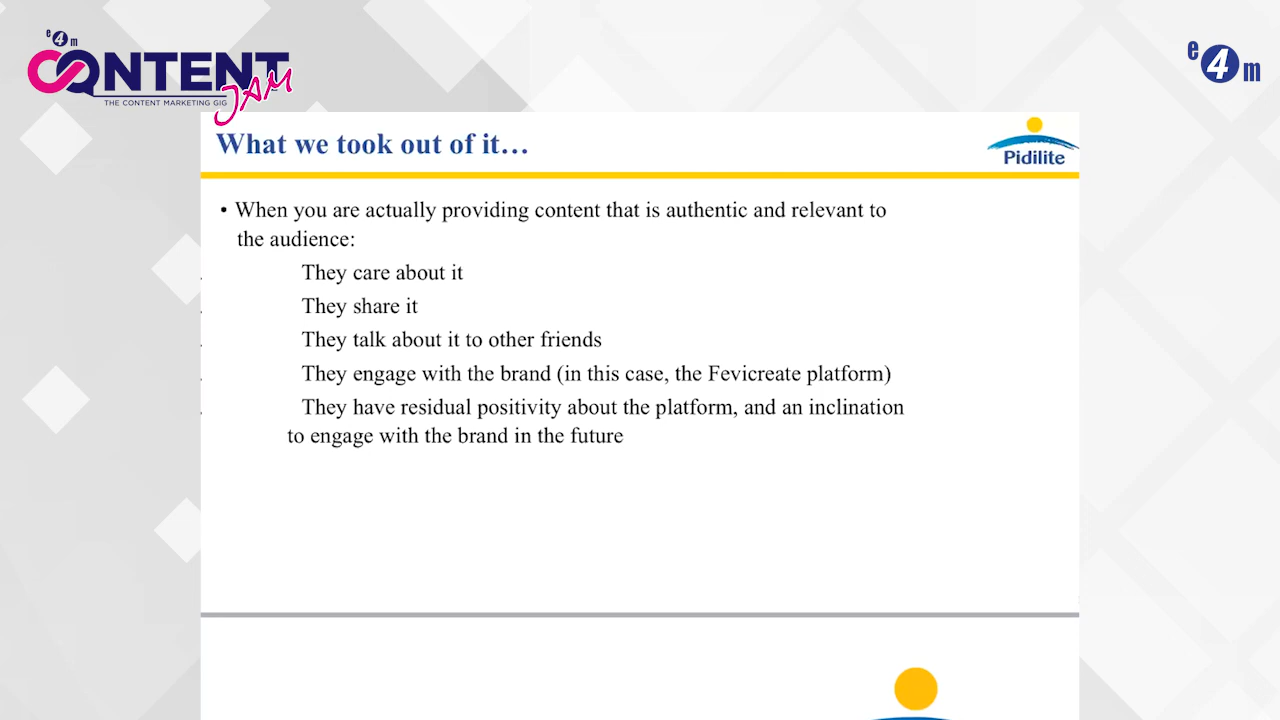 e4m
CONTENT
JAM
THE CONTENT MARKETING GIG
e4m
What we took out of it…
Pidilite
• When you are actually providing content that is authentic and relevant to
the audience:
They care about it
They share it
They talk about it to other friends
They engage with the brand (in this case, the Fevicreate platform)
They have residual positivity about the platform, and an inclination
to engage with the brand in the future